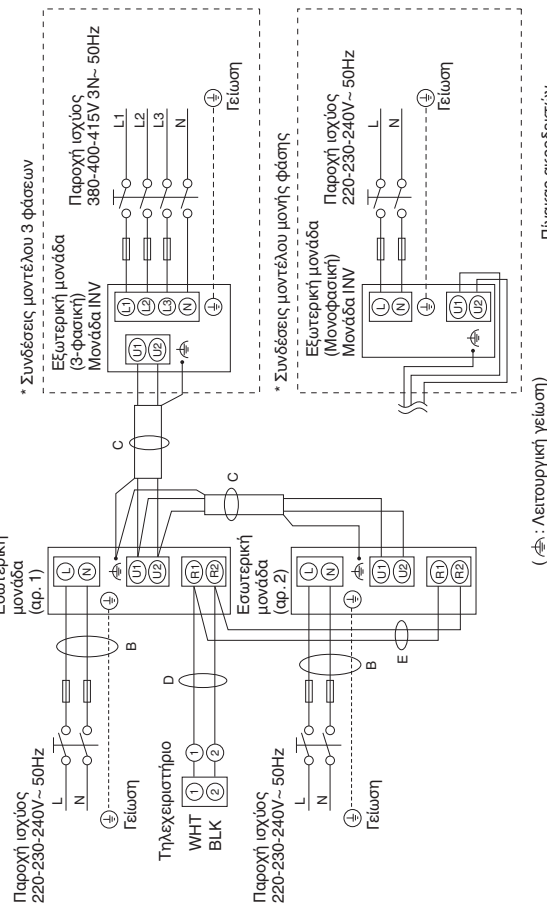 * Συνδέσεις μοντέλου 3 φάσεων
Εξωτερική μονάδα
(3-φασική)
Μονάδα INV
Παροχή ισχύος
380-400-415V 3N~ 50Hz
L1
L2
L3
N
L1
L2
L3
N
Γείωση
U1
U2
C
* Συνδέσεις μοντέλου μονής φάσης
Εξωτερική μονάδα
(Μονοφασική)
Μονάδα INV
Παροχή ισχύος
220-230-240V~ 50Hz
L
N
L
N
Γείωση
U1
U2
C
Εσωτερική
μονάδα
(αρ. 1)
L
N
U1
U2
R1
R2
B
Παροχή ισχύος
220-230-240V~ 50Hz
L
N
Γείωση
Τηλεχειριστήριο
WHT
BLK
1
2
1
2
D
Εσωτερική
μονάδα
(αρ. 2)
L
N
U1
U2
R1
R2
B
E
Παροχή ισχύος
220-230-240V~ 50Hz
L
N
Γείωση
( : Λειτουργική γείωση)